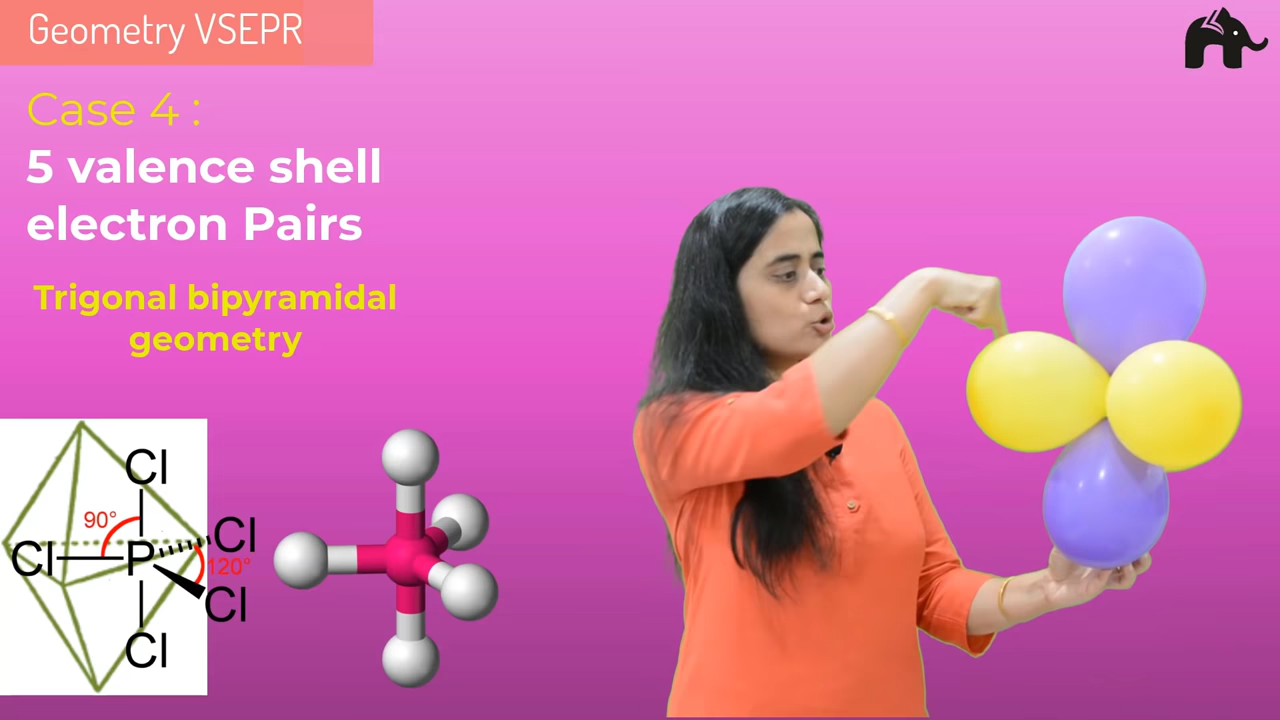 Geometry VSEPR
Case 4 :
5 valence shell
electron Pairs
Trigonal bipyramidal
geometry
Cl
90°
Cl
Cl
P
120°
Cl
Cl